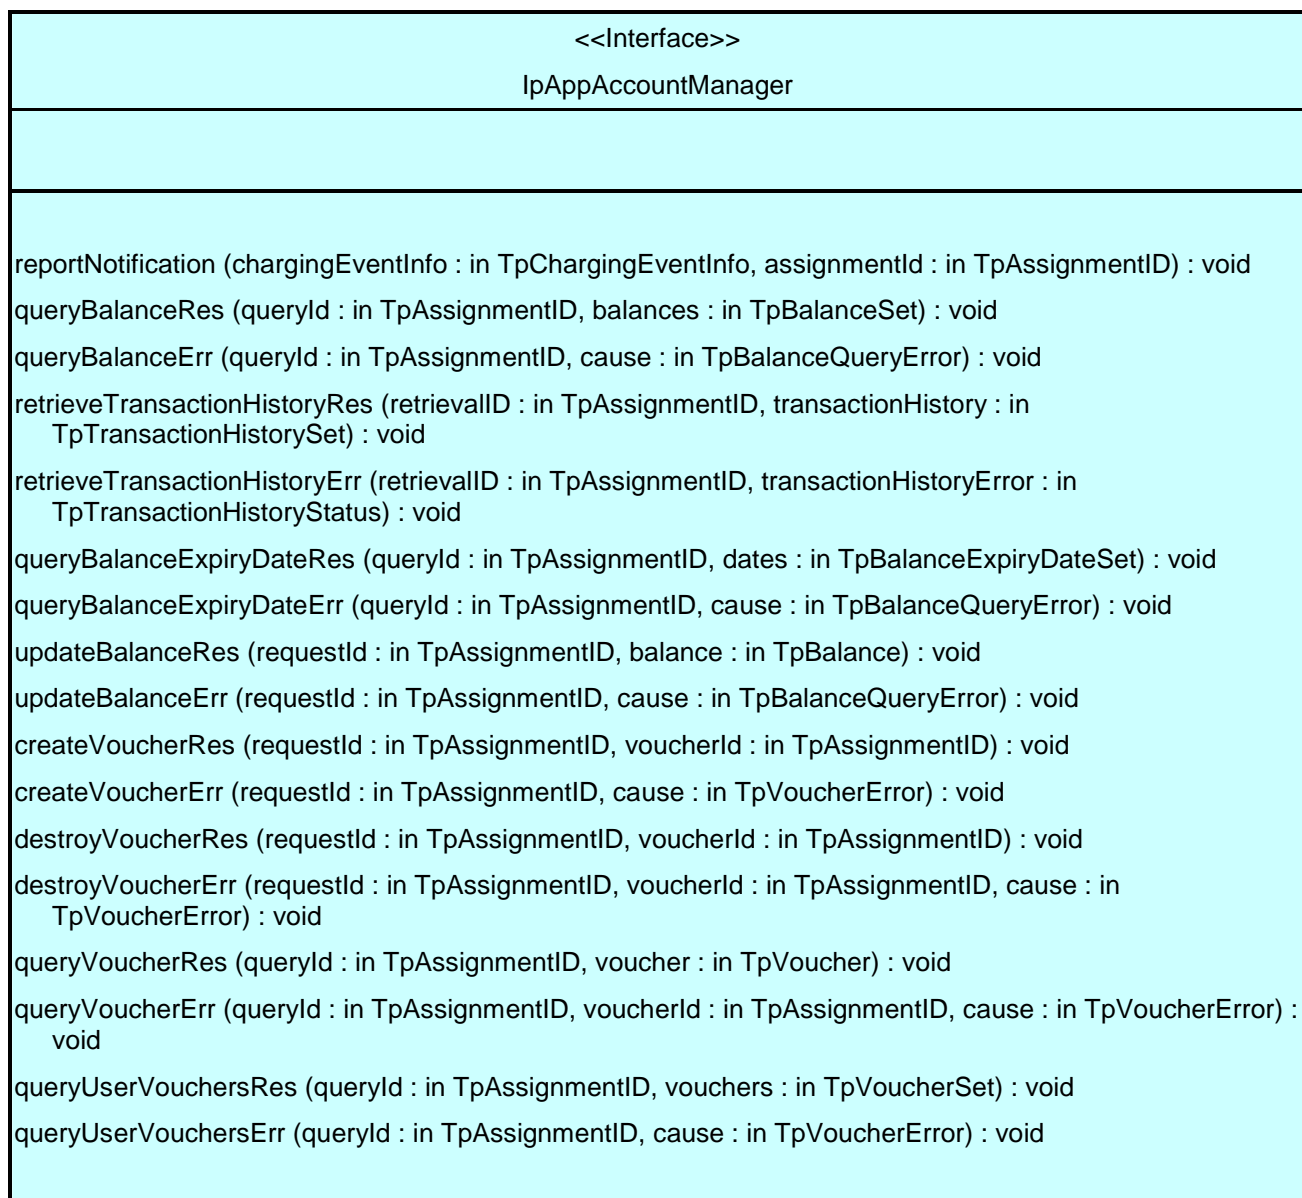 <<Interface>>
IpAppAccountManager
reportNotification (chargingEventInfo : in TpChargingEventInfo, assignmentId : in TpAssignmentID) : void
queryBalanceRes (queryId : in TpAssignmentID, balances : in TpBalanceSet) : void
queryBalanceErr (queryId : in TpAssignmentID, cause : in TpBalanceQueryError) : void
retrieveTransactionHistoryRes (retrievalID : in TpAssignmentID, transactionHistory : in
TpTransactionHistorySet) : void
retrieveTransactionHistoryErr (retrievalID : in TpAssignmentID, transactionHistoryError : in
TpTransactionHistoryStatus) : void
queryBalanceExpiryDateRes (queryId : in TpAssignmentID, dates : in TpBalanceExpiryDateSet) : void
queryBalanceExpiryDateErr (queryId : in TpAssignmentID, cause : in TpBalanceQueryError) : void
updateBalanceRes (requestId : in TpAssignmentID, balance : in TpBalance) : void
updateBalanceErr (requestId : in TpAssignmentID, cause : in TpBalanceQueryError) : void
createVoucherRes (requestId : in TpAssignmentID, voucherId : in TpAssignmentID) : void
createVoucherErr (requestId : in TpAssignmentID, cause : in TpVoucherError) : void
destroyVoucherRes (requestId : in TpAssignmentID, voucherId : in TpAssignmentID) : void
destroyVoucherErr (requestId : in TpAssignmentID, voucherId : in TpAssignmentID, cause : in
TpVoucherError) : void
queryVoucherRes (queryId : in TpAssignmentID, voucher : in TpVoucher) : void
queryVoucherErr (queryId : in TpAssignmentID, voucherId : in TpAssignmentID, cause : in TpVoucherError) :
void
queryUserVouchersRes (queryId : in TpAssignmentID, vouchers : in TpVoucherSet) : void
queryUserVouchersErr (queryId : in TpAssignmentID, cause : in TpVoucherError) : void